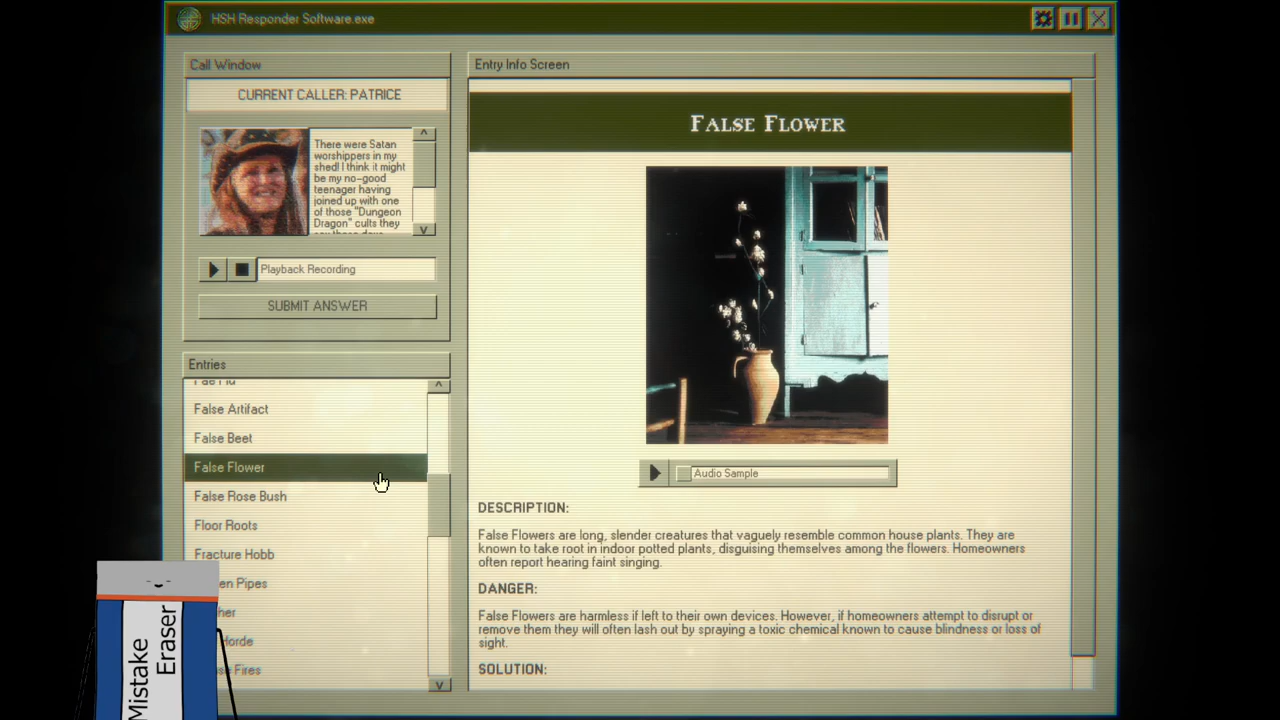 HSH Responder Software.exe
Call Window
CURRENT CALLER: PATRICE
There were Satan
worshippers in my
shed! I think it might
be my no-good
teenager having
joined up with one
of those "Dungeon
Dragon" cults they
Playback Recording
SUBMIT ANSWER
Entries
False Artifact
False Beet
False Flower
False Rose Bush
Floor Roots
Fracture Hobb
en Pipes
her
Horde
se Fires
Mistake
Eraser
Entry Info Screen
FALSE FLOWER
Audio Sample
DESCRIPTION:
False Flowers are long, slender creatures that vaguely resemble common house plants. They are
known to take root in indoor potted plants, disguising themselves among the flowers. Homeowners
often report hearing faint singing.
DANGER:
False Flowers are harmless if left to their own devices. However, if homeowners attempt to disrupt or
remove them they will often lash out by spraying a toxic chemical known to cause blindness or loss of
sight.
SOLUTION: